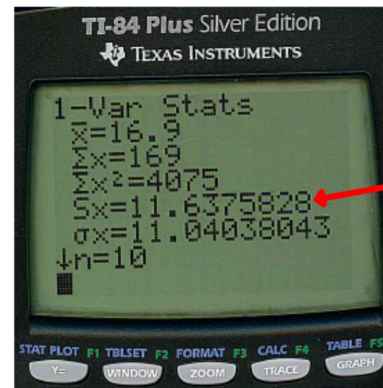 TI-84 Plus Silver Edition
TEXAS INSTRUMENTS
1-Var Stats
x̄=16.9
Σx=169
Σx²=4075
Sx=11.6375828
σx=11.04038043
↓n=10
STAT PLOT F1 TBLSET F2 FORMAT F3 CALC F4 TABLE F5
Y= WINDOW ZOOM TRACE GRAPH